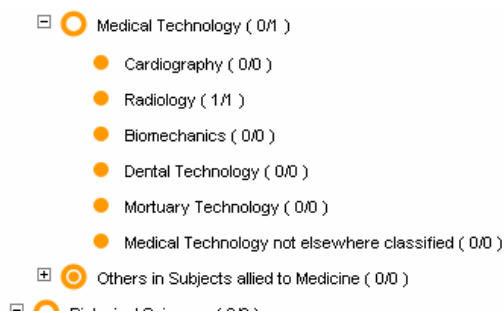 Medical Technology ( 0/1 )
Cardiography ( 0/0 )
Radiology ( 1/1 )
Biomechanics ( 0/0 )
Dental Technology ( 0/0 )
Mortuary Technology ( 0/0 )
Medical Technology not elsewhere classified ( 0/0 )
Others in Subjects allied to Medicine ( 0/0 )